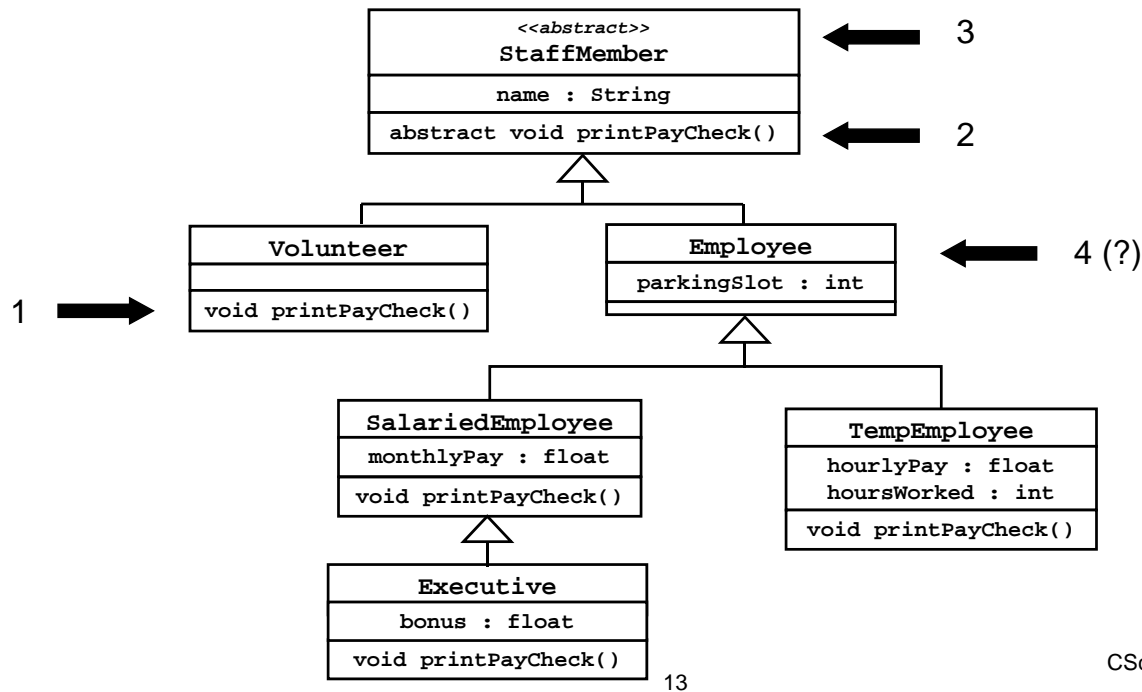 <<abstract>>
StaffMember
3
name : String
abstract void printPayCheck()
2
Volunteer
void printPayCheck()
1
Employee
parkingSlot : int
4 (?)
SalariedEmployee
monthlyPay : float
void printPayCheck()
TempEmployee
hourlyPay : float
hoursWorked : int
void printPayCheck()
Executive
bonus : float
void printPayCheck()
13